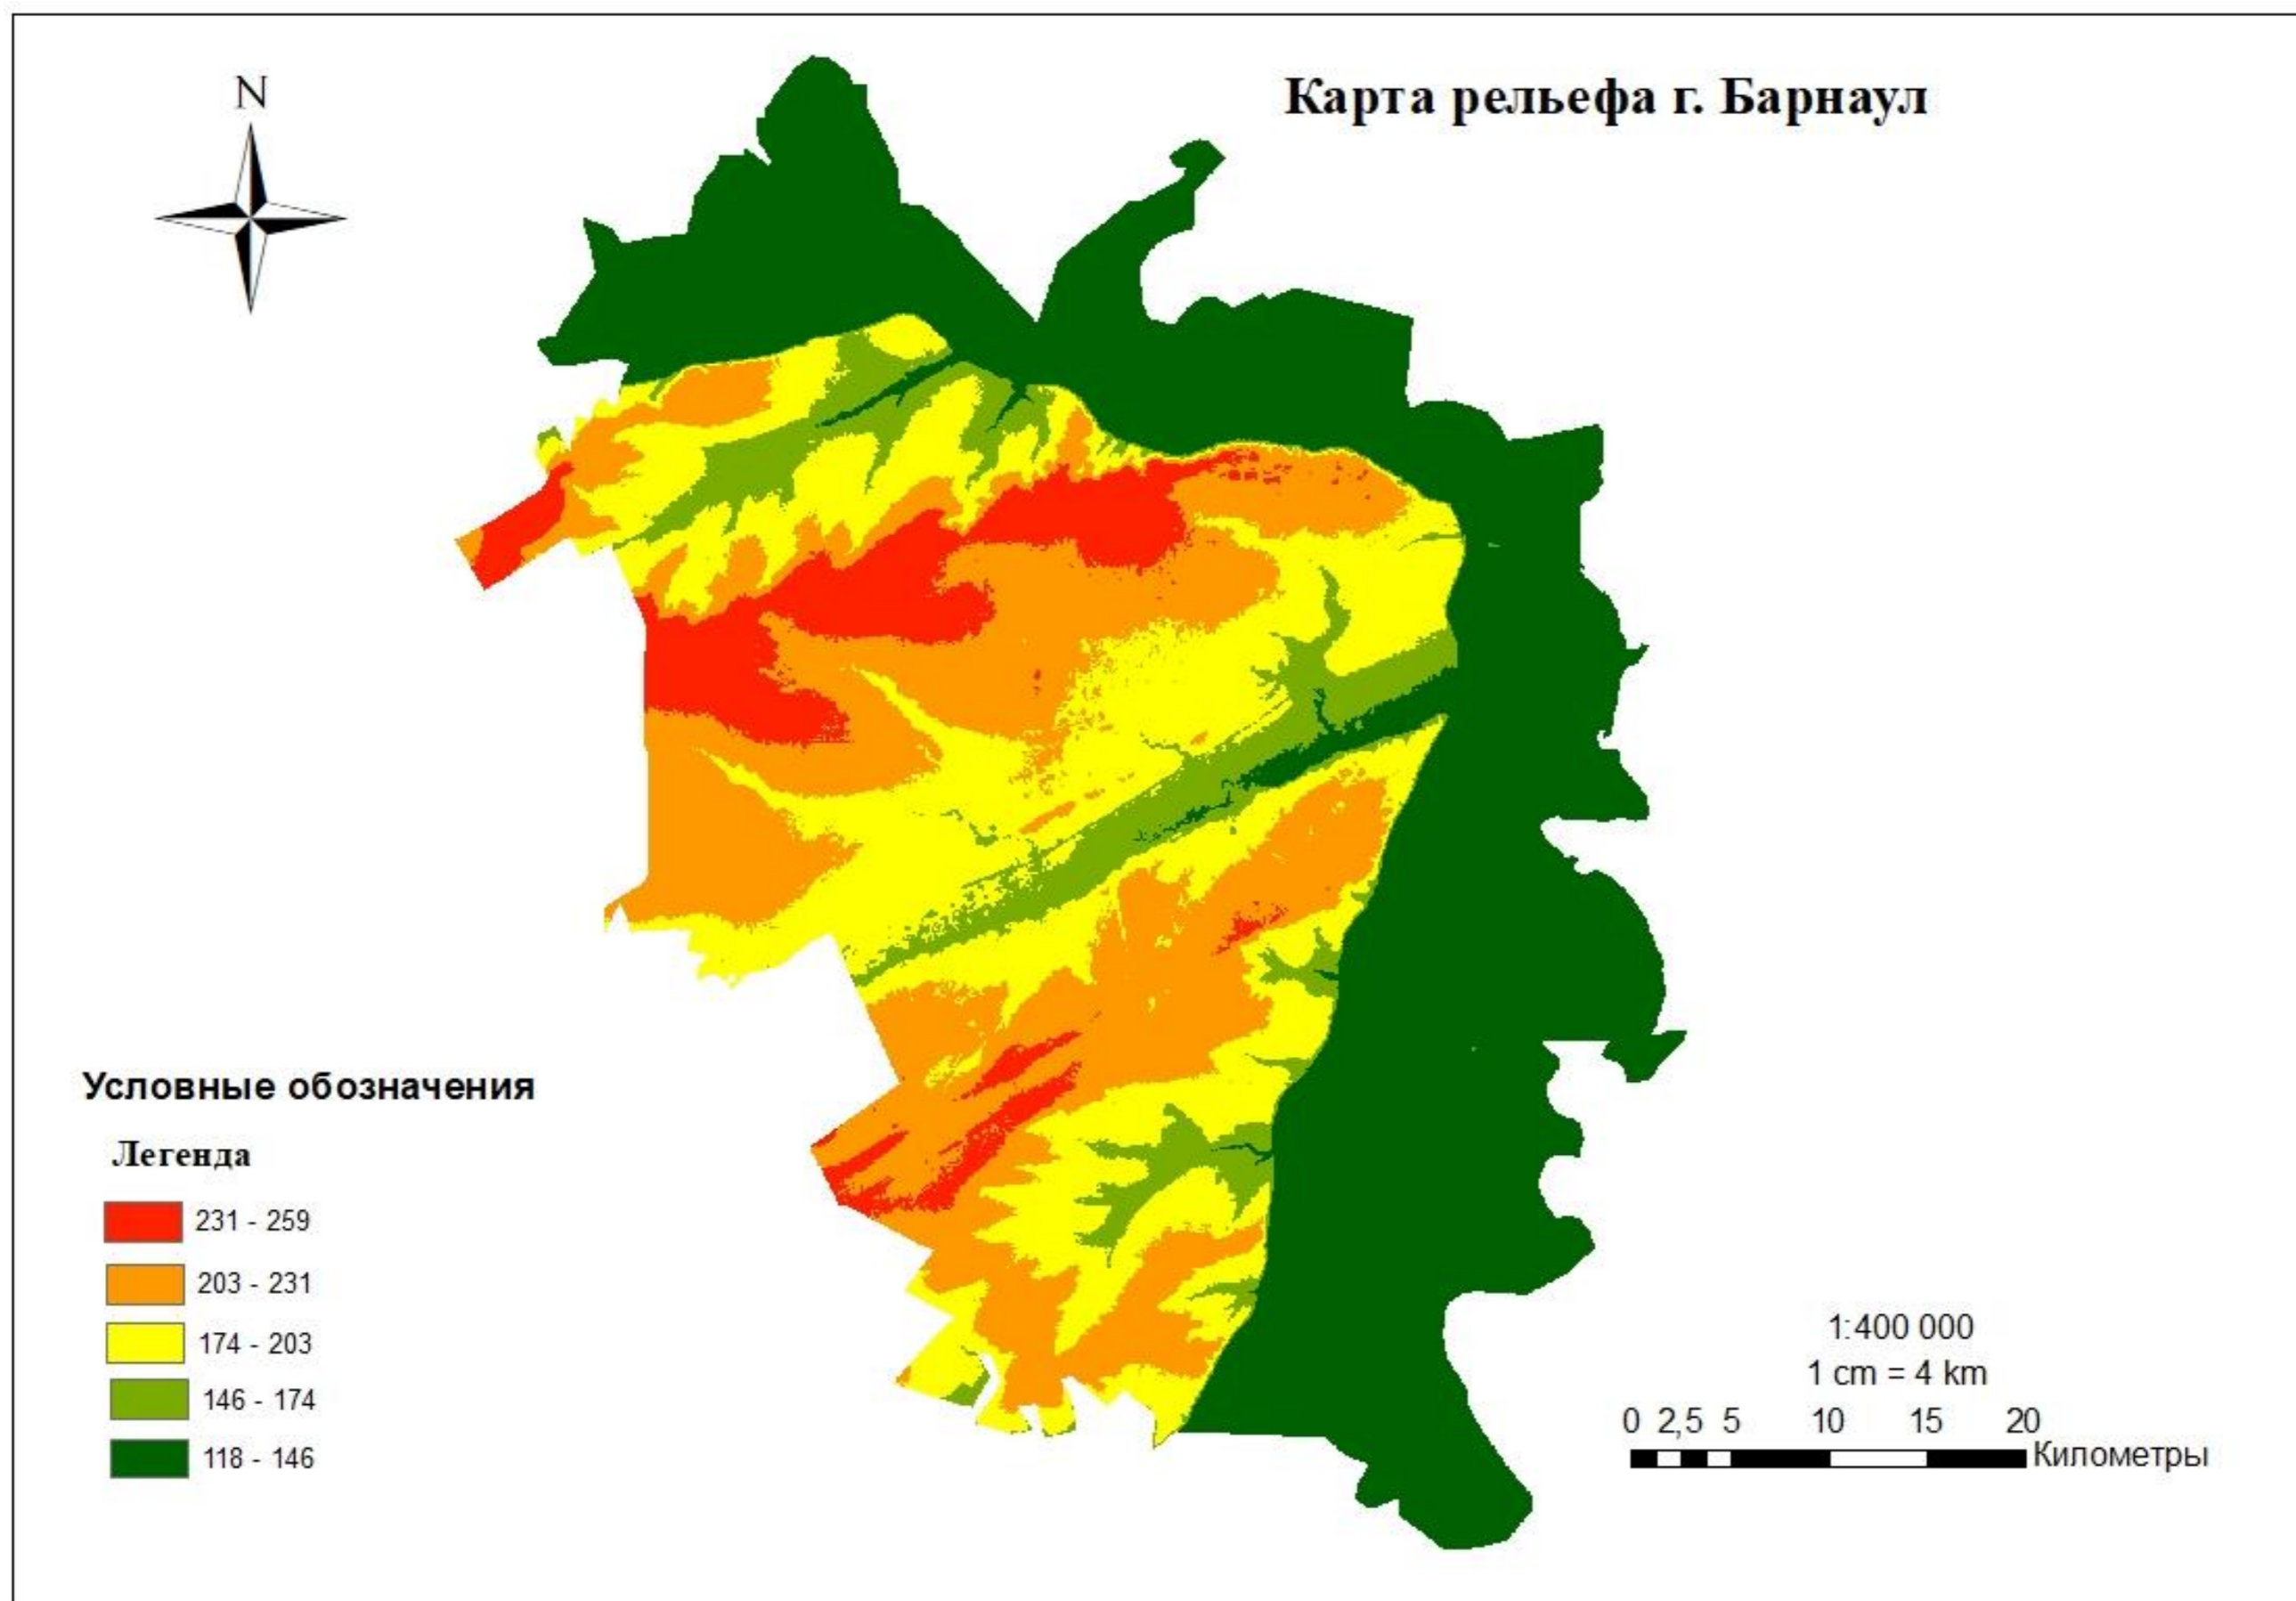 N
Карта рельефа г. Барнаул
Условные обозначения
Легенда
231 - 259
203 - 231
174 - 203
146 - 174
118 - 146
1:400 000
1 cm = 4 km
0 2,5 5 10 15 20
Километры